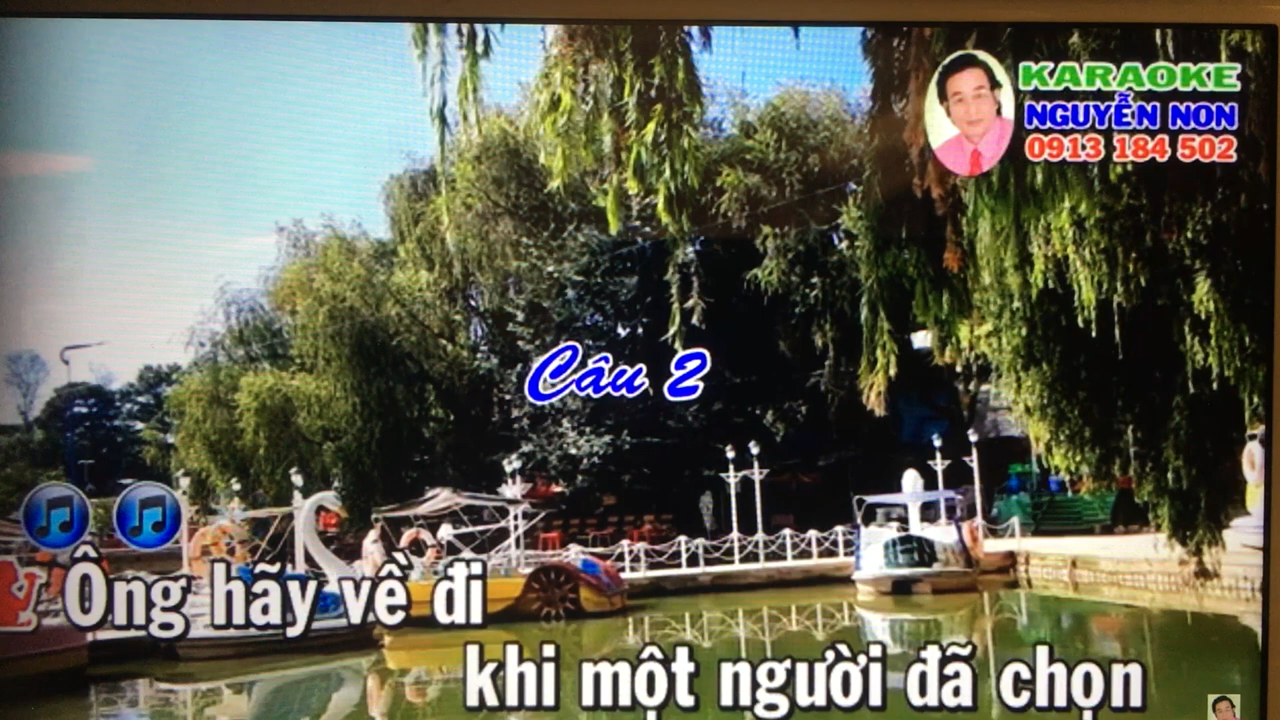 KARAOKE
NGUYỄN NON
0913 184 502
Câu 2
Ông hãy về đi
khi một người đã chọn